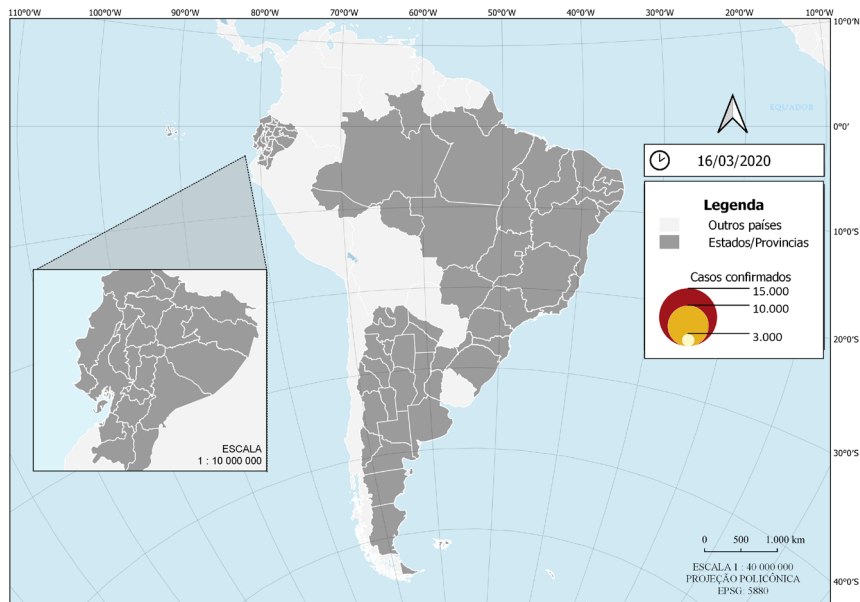 110°0'W 100°0'W 90°0'W 80°0'W 70°0'W 60°0'W 50°0'W 40°0'W 30°0'W 20°0'W 10°0'W
10°0'N
EQUADOR
0°0'
16/03/2020
Legenda
Outros países
Estados/Provincias
10°0'S
Casos confirmados
15.000
10.000
3.000
20°0'S
ESCALA
1 : 10 000 000
30°0'S
0 500 1.000 km
ESCALA 1 : 40 000 000
PROJEÇÃO POLICÔNICA
EPSG: 5880
40°0'S